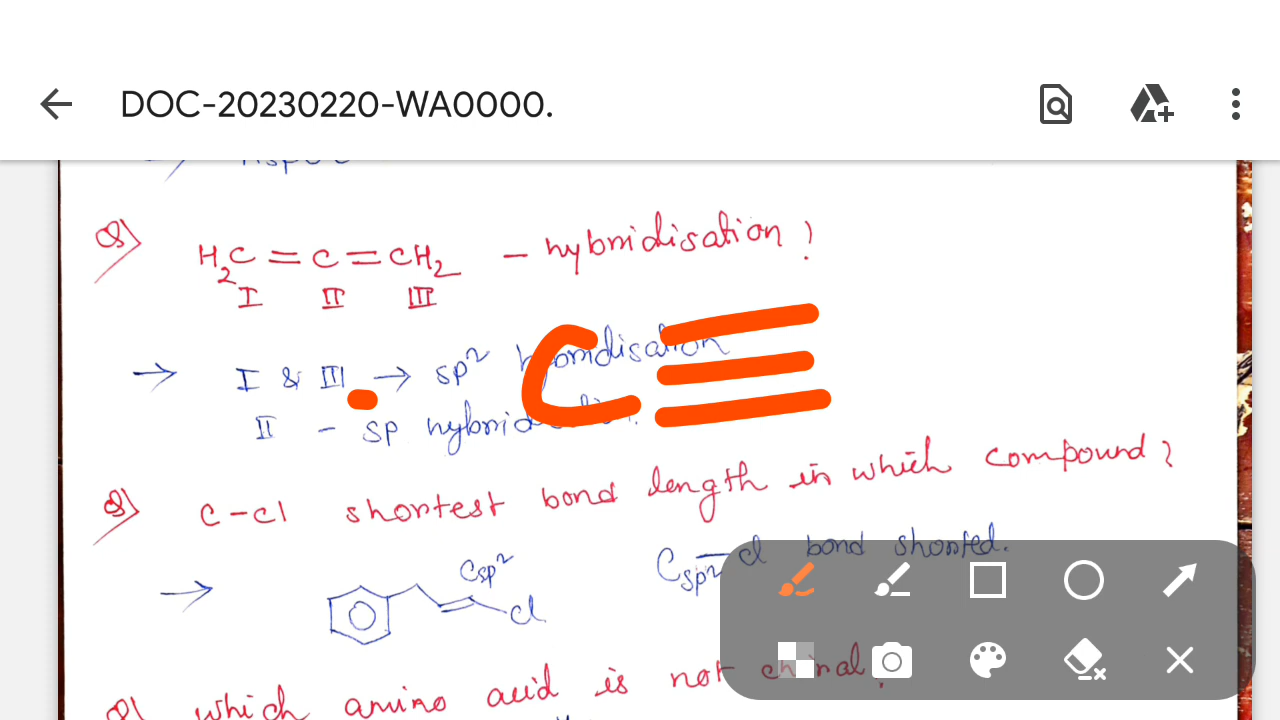 DOC-20230220-WA0000.
Q) H₂C=C=CH₂ - hybridisation ?
I II III
→ I & III → sp² hybridisation
C≡
II - sp
Q) C-Cl shortest bond length in which compound ?
→ Csp² Cl
Csp²-Cl bond shorted.
Q) which amino acid is not chiral ?